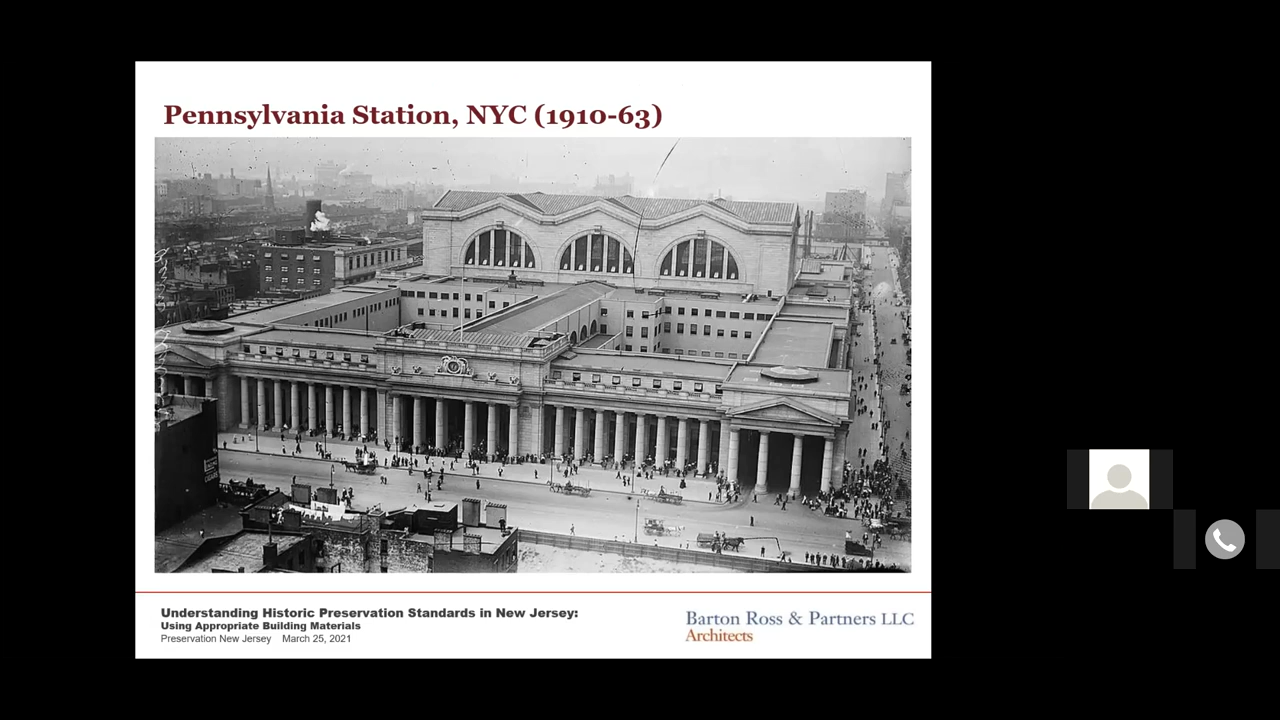 Pennsylvania Station, NYC (1910-63)
Understanding Historic Preservation Standards in New Jersey:
Using Appropriate Building Materials
Preservation New Jersey March 25, 2021
Barton Ross & Partners LLC
Architects